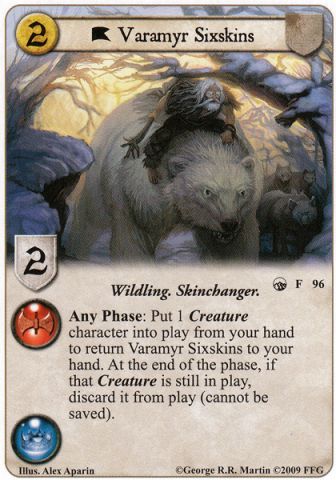 2
Varamyr Sixskins
2
Wildling. Skinchanger.
F 96
Any Phase: Put 1 Creature
character into play from your hand
to return Varamyr Sixskins to your
hand. At the end of the phase, if
that Creature is still in play,
discard it from play (cannot be
saved).
Illus. Alex Aparin
©George R.R. Martin ©2009 FFG